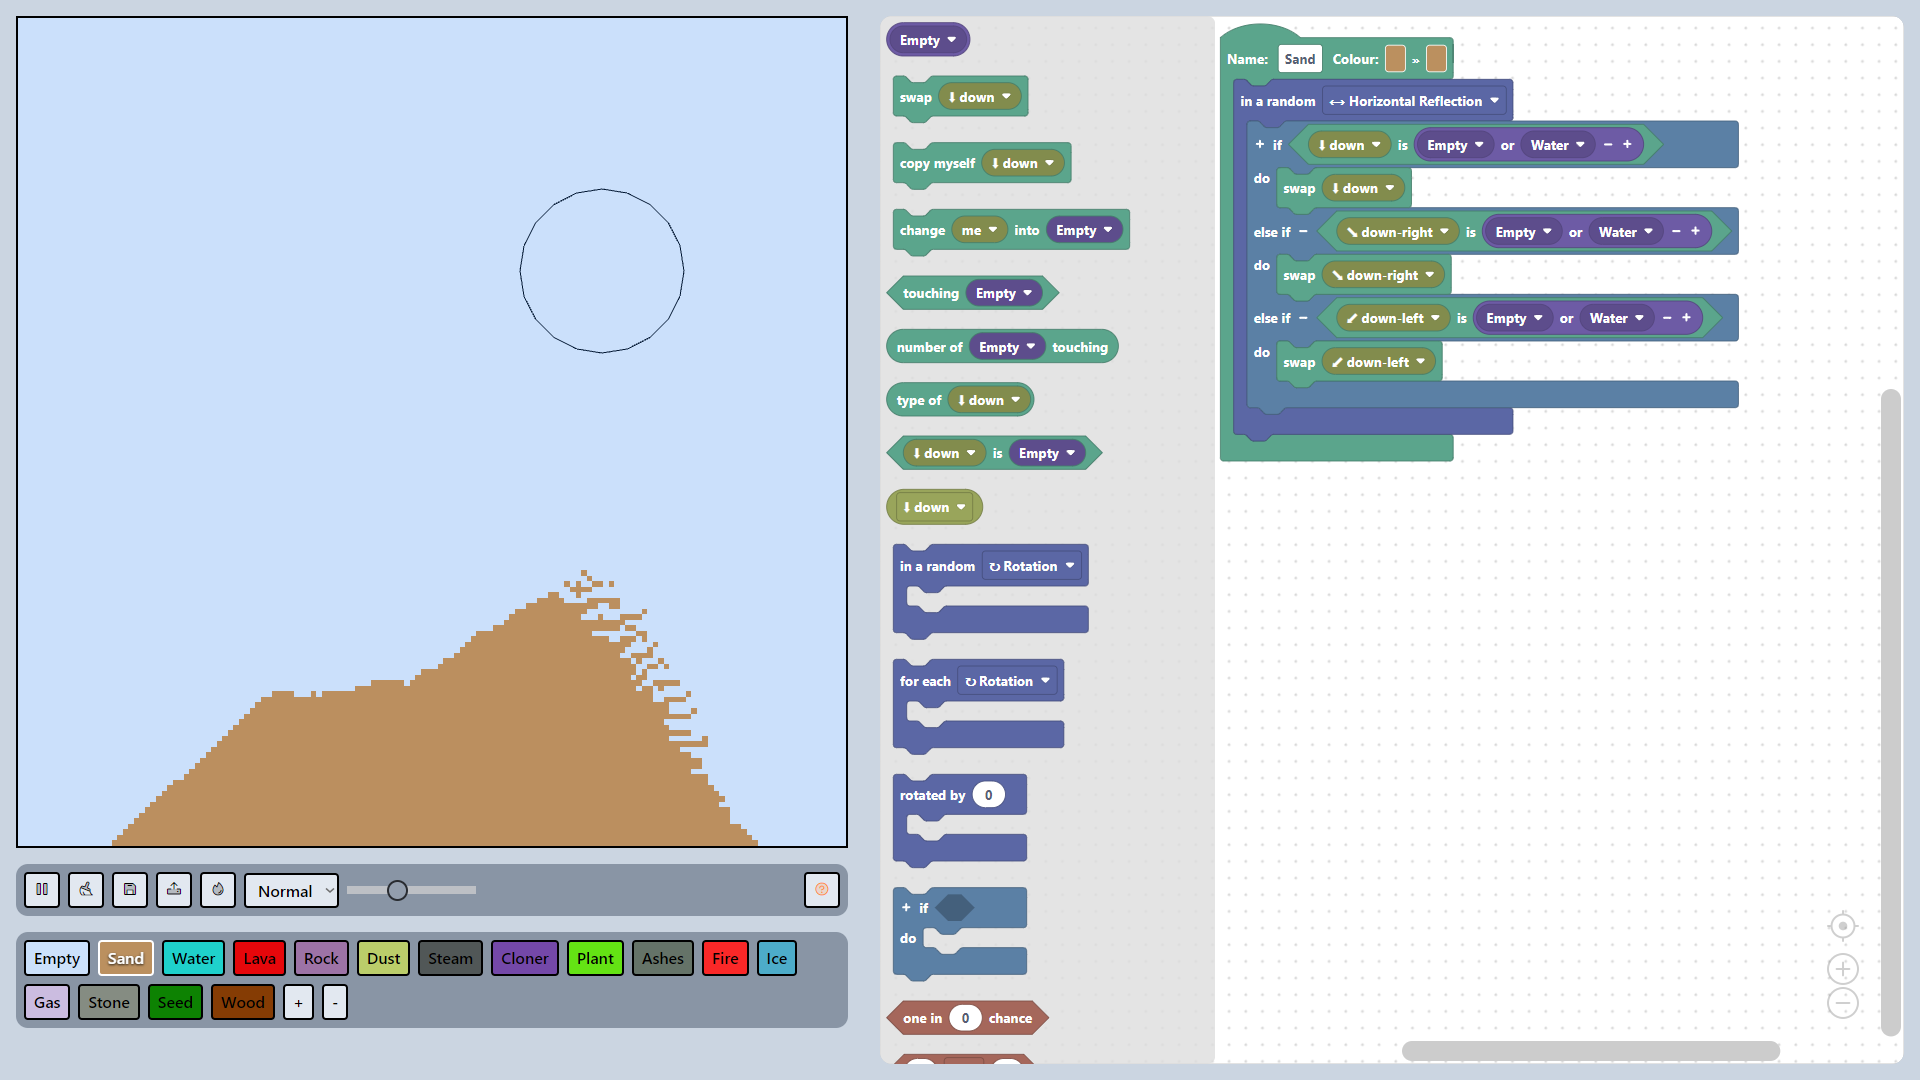 Empty
swap down
copy myself down
change me into Empty
touching Empty
number of Empty touching
type of down
down is Empty
down
in a random Rotation
for each Rotation
rotated by 0
+ if
do
one in 0 chance
Name: Sand Colour: »
in a random Horizontal Reflection
+ if down is Empty or Water - +
do swap down
else if - down-right is Empty or Water - +
do swap down-right
else if - down-left is Empty or Water - +
do swap down-left
Normal
Empty Sand Water Lava Rock Dust Steam Cloner Plant Ashes Fire Ice
Gas Stone Seed Wood + -